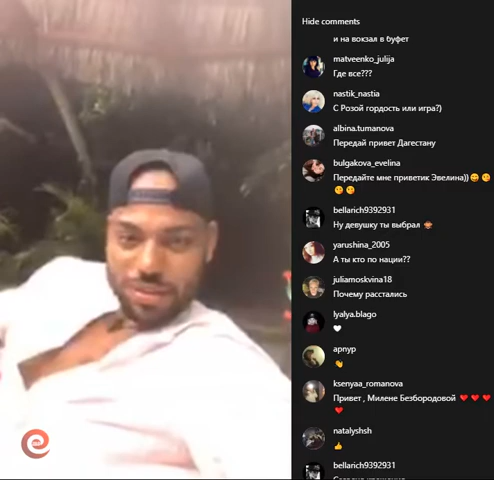 Hide comments
и на вокзал в буфет
matveenko_julija
Где все???
nastik_nastia
С Розой гордость или игра?)
albina.tumanova
Передай привет Дагестану
bulgakova_evelina
Передайте мне приветик Эвелина))😄😘
😘😘
bellarich9392931
Ну девушку ты выбрал
yarushina_2005
А ты кто по нации??
juliamoskvina18
Почему расстались
lyalya.blago
🤍
apnyp
👏
ksenyaa_romanova
Привет , Милене Безбородовой ❤️❤️❤️
❤️
natalyshsh
👍
bellarich9392931